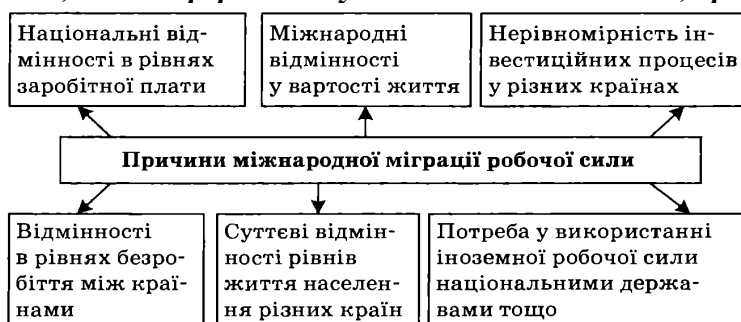 Національні від-
мінності в рівнях
заробітної плати
Міжнародні
відмінності
у вартості життя
Нерівномірність ін-
вестиційних процесів
у різних країнах
Причини міжнародної міграції робочої сили
Відмінності
в рівнях безро-
біття між краї-
нами
Суттєві відмін-
ності рівнів
життя населен-
ня різних країн
Потреба у використанні
іноземної робочої сили
національними держа-
вами тощо